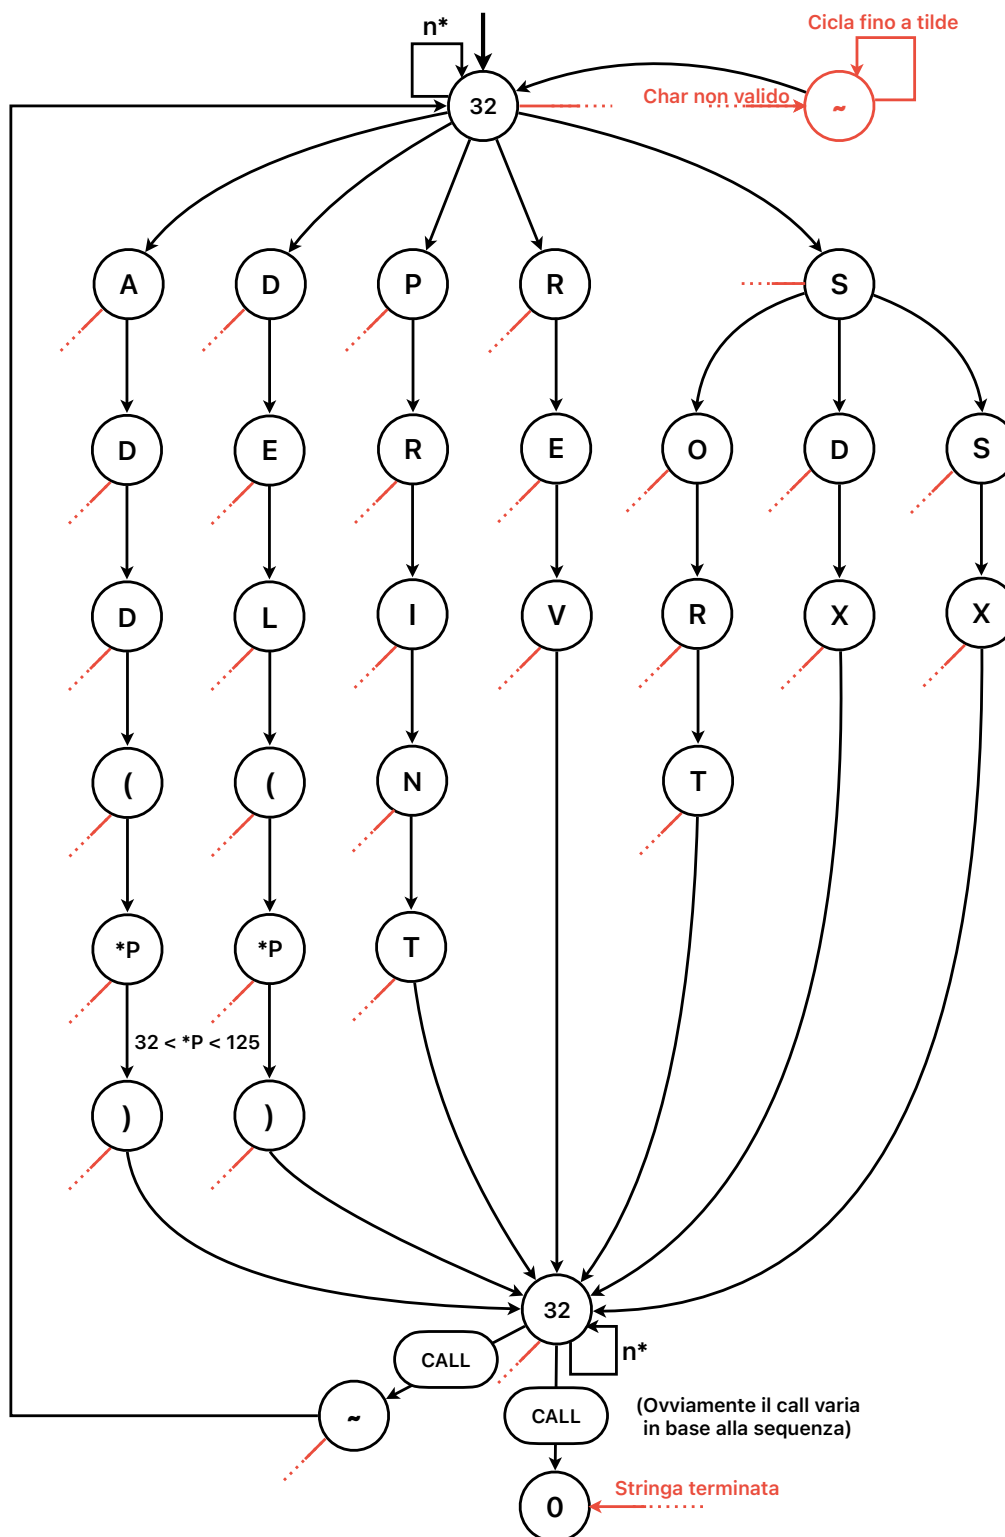 Cicla fino a tilde
n*
32
Char non valido
~
A
D
P
R
S
D
E
R
E
O
D
S
D
L
I
V
R
X
X
(
(
N
T
*P
*P
T
32 < *P < 125
)
)
32
n*
CALL
~
CALL
(Ovviamente il call varia
in base alla sequenza)
Stringa terminata
0